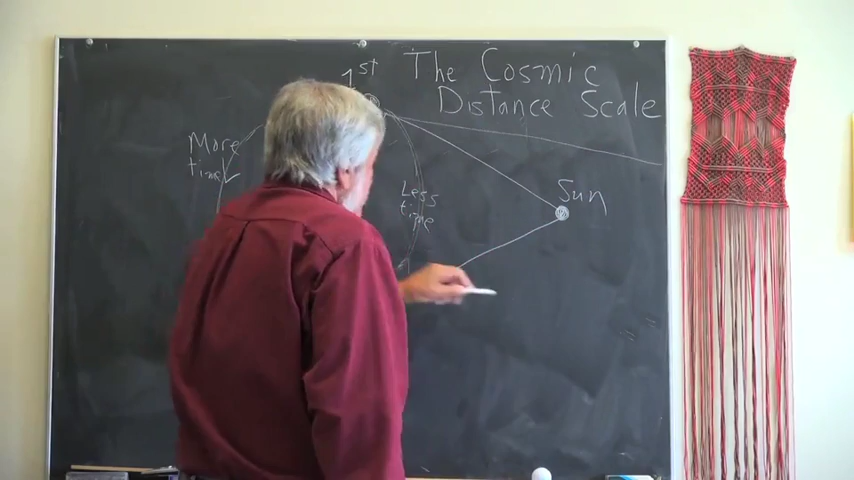 1st
The Cosmic
Distance Scale
More
time
Less
time
Sun